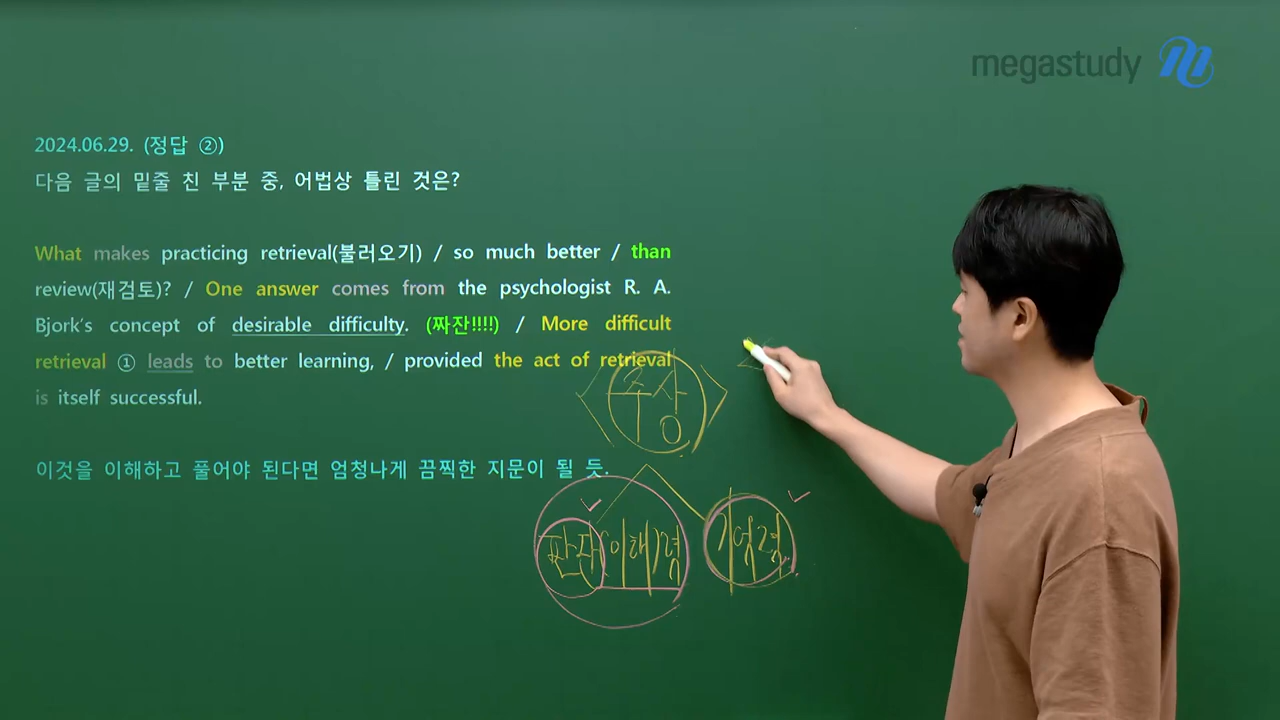 megastudy
2024.06.29. (정답 ②)
다음 글의 밑줄 친 부분 중, 어법상 틀린 것은?
What makes practicing retrieval(불러오기) / so much better / than
review(재검토)? / One answer comes from the psychologist R. A.
Bjork's concept of desirable difficulty. (짜잔!!!!) / More difficult
retrieval ① leads to better learning, / provided the act of retrieval
is itself successful.
추상
이것을 이해하고 풀어야 된다면 엄청나게 끔찍한 지문이 될 듯.
판단(이해)력
기억력